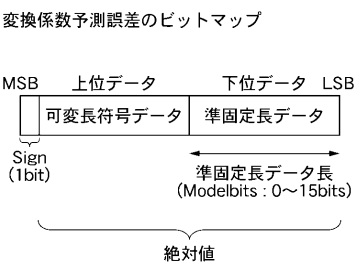 変換係数予測誤差のビットマップ
MSB 上位データ 下位データ LSB
可変長符号データ 準固定長データ
Sign
(1bit)
準固定長データ長
(Modelbits : 0～15bits)
絶対値